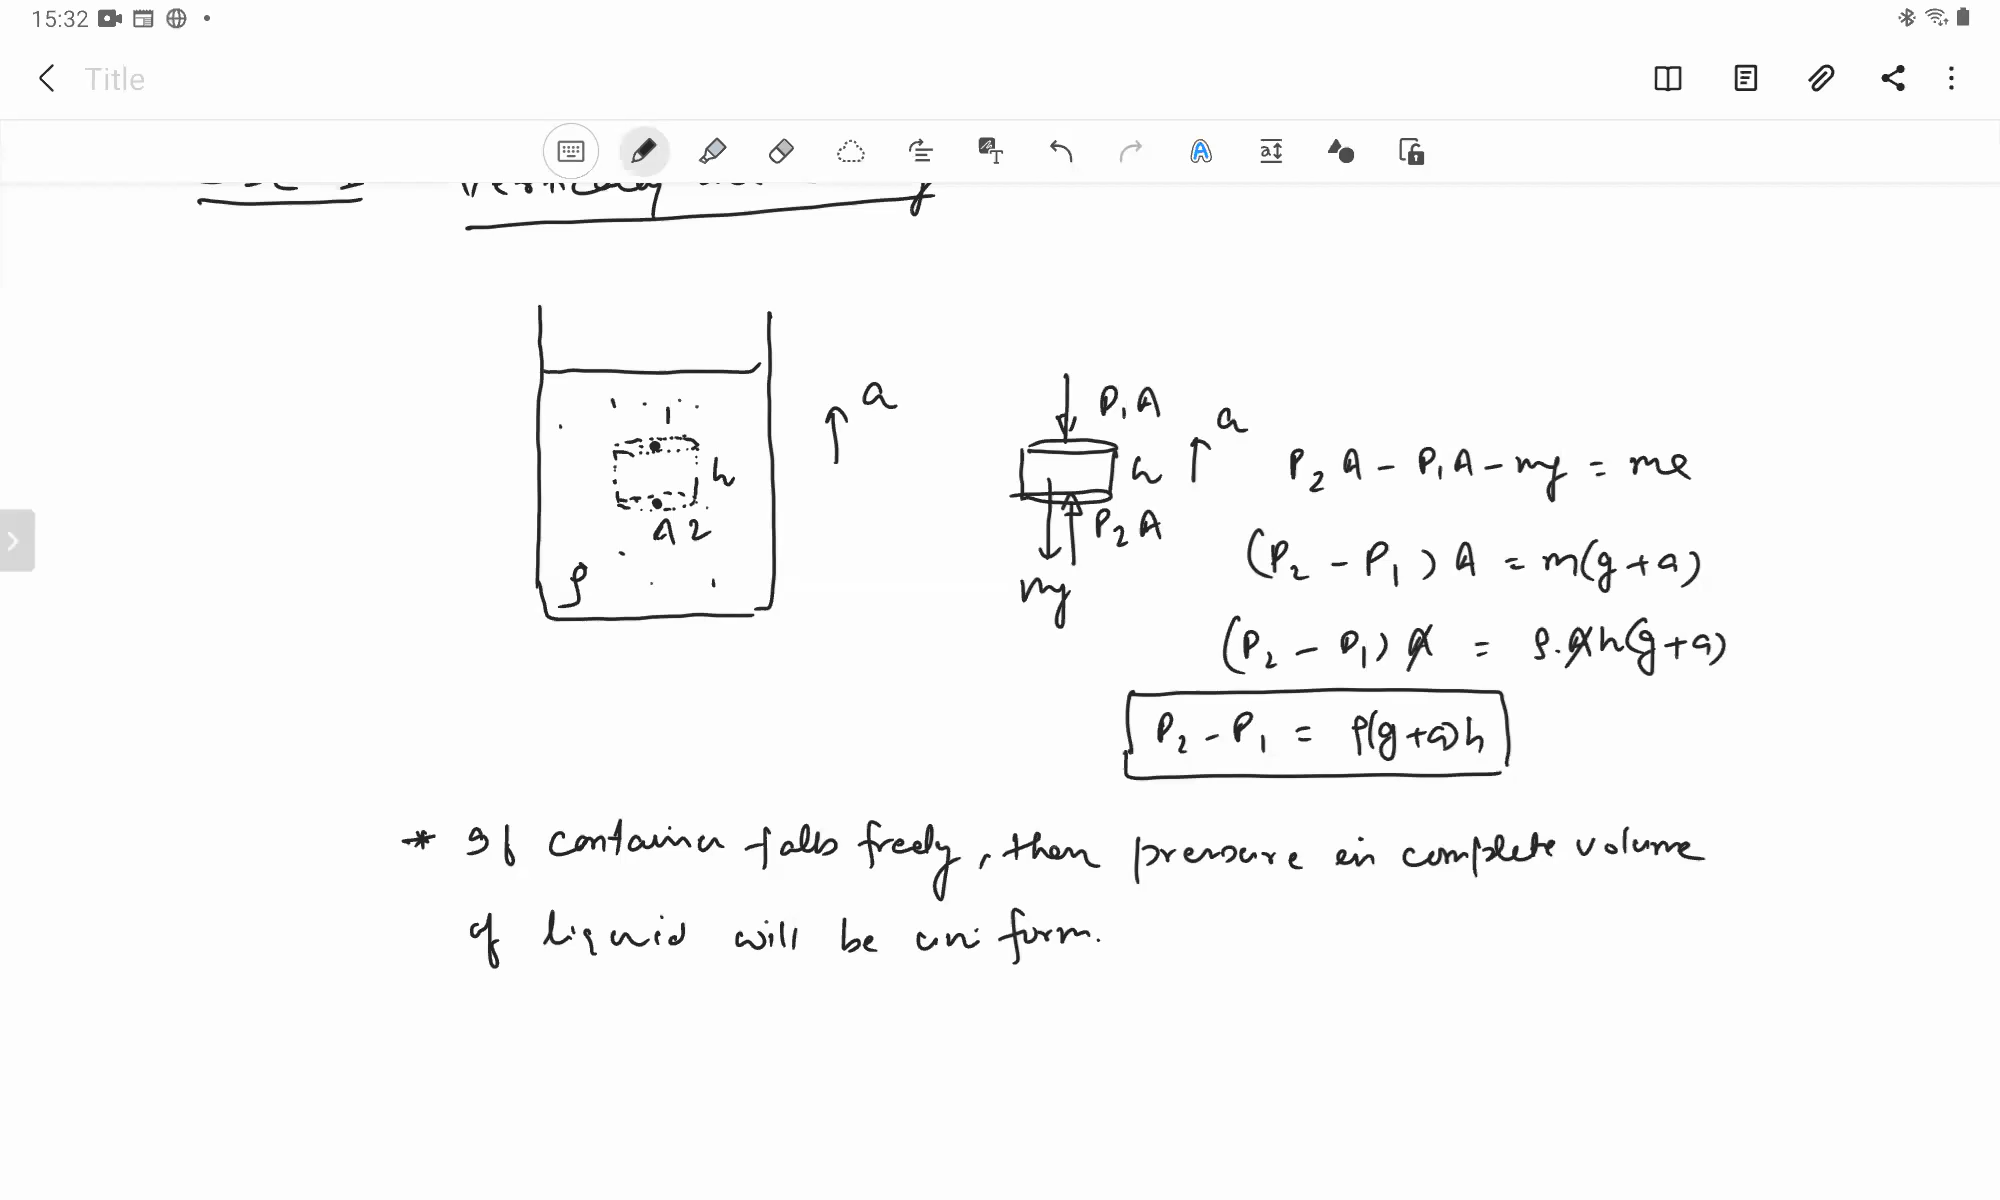 15:32
Title
a
1
h
A 2
ρ
P₁A
a
h
P₂A
mg
P₂A - P₁A - mg = ma
(P₂ - P₁) A = m(g+a)
(P₂ - P₁) A = ρ.Ah(g+a)
P₂ - P₁ = ρ(g+a)h
* If container falls freely, then pressure in complete volume
of liquid will be uniform.